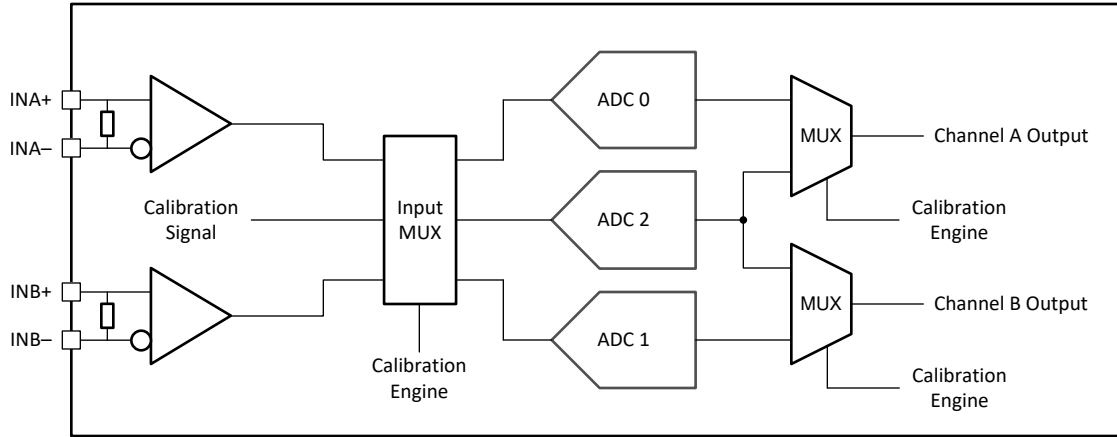 INA+
INA–
ADC 0
MUX
Channel A Output
Calibration
Signal
Input
MUX
ADC 2
Calibration
Engine
INB+
INB–
Calibration
Engine
ADC 1
MUX
Channel B Output
Calibration
Engine